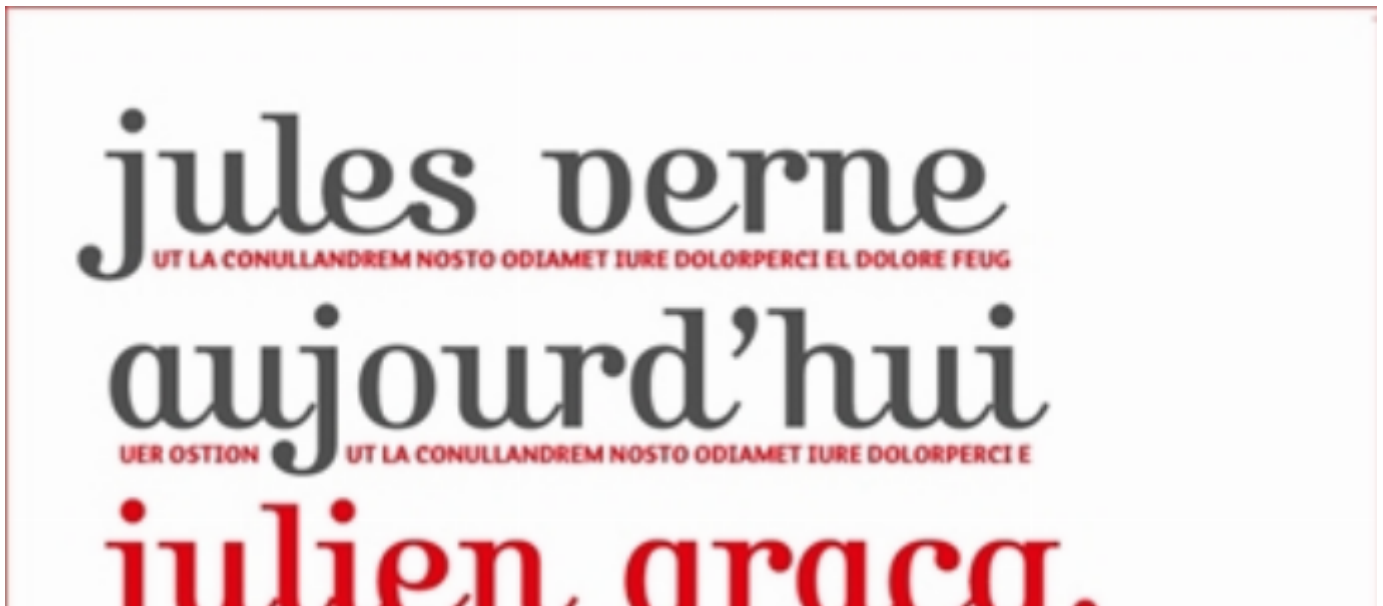 jules verne
UT LA CONULLANDREM NOSTO ODIAMET IURE DOLORPERCI EL DOLORE FEUG
aujourd’hui
UER OSTION UT LA CONULLANDREM NOSTO ODIAMET IURE DOLORPERCI E
julien gracq.